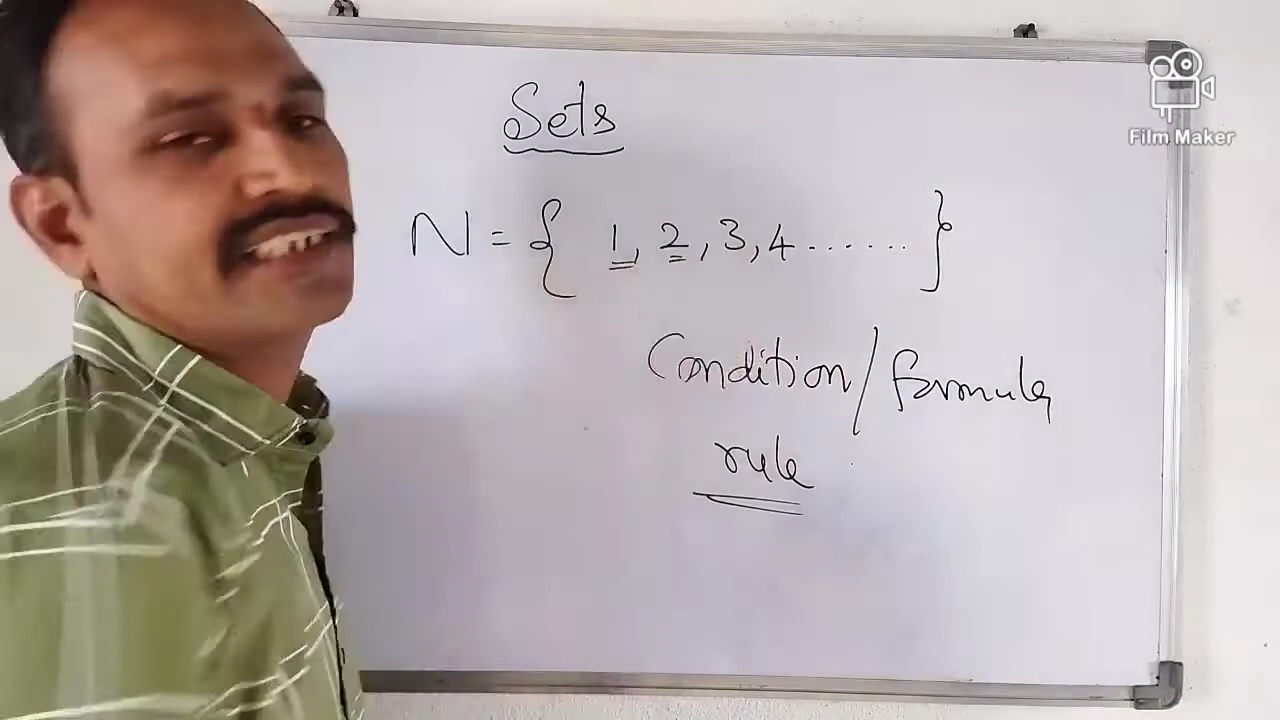 Sets
N = { 1, 2, 3, 4 ....... }
Condition / formula
rule
Film Maker